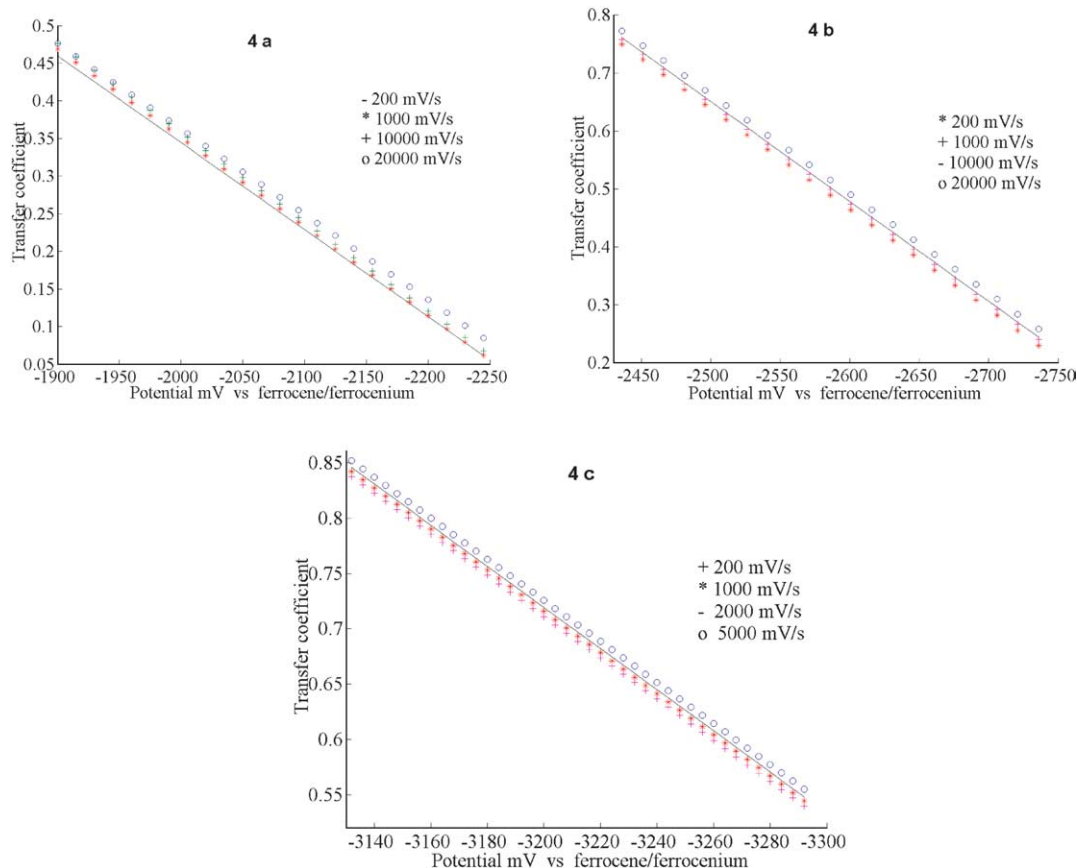 4 a
0.5
0.45
0.4
0.35
0.3
0.25
0.2
0.15
0.1
0.05
Transfer coefficient
- 200 mV/s
* 1000 mV/s
+ 10000 mV/s
o 20000 mV/s
-1900 -1950 -2000 -2050 -2100 -2150 -2200 -2250
Potential mV vs ferrocene/ferrocenium
4 b
0.8
0.7
0.6
0.5
0.4
0.3
0.2
Transfer coefficient
* 200 mV/s
+ 1000 mV/s
- 10000 mV/s
o 20000 mV/s
-2450 -2500 -2550 -2600 -2650 -2700 -2750
Potential mV vs ferrocene/ferrocenium
4 c
0.85
0.8
0.75
0.7
0.65
0.6
0.55
Transfer coefficient
+ 200 mV/s
* 1000 mV/s
- 2000 mV/s
o 5000 mV/s
-3140 -3160 -3180 -3200 -3220 -3240 -3260 -3280 -3300
Potential mV vs ferrocene/ferrocenium